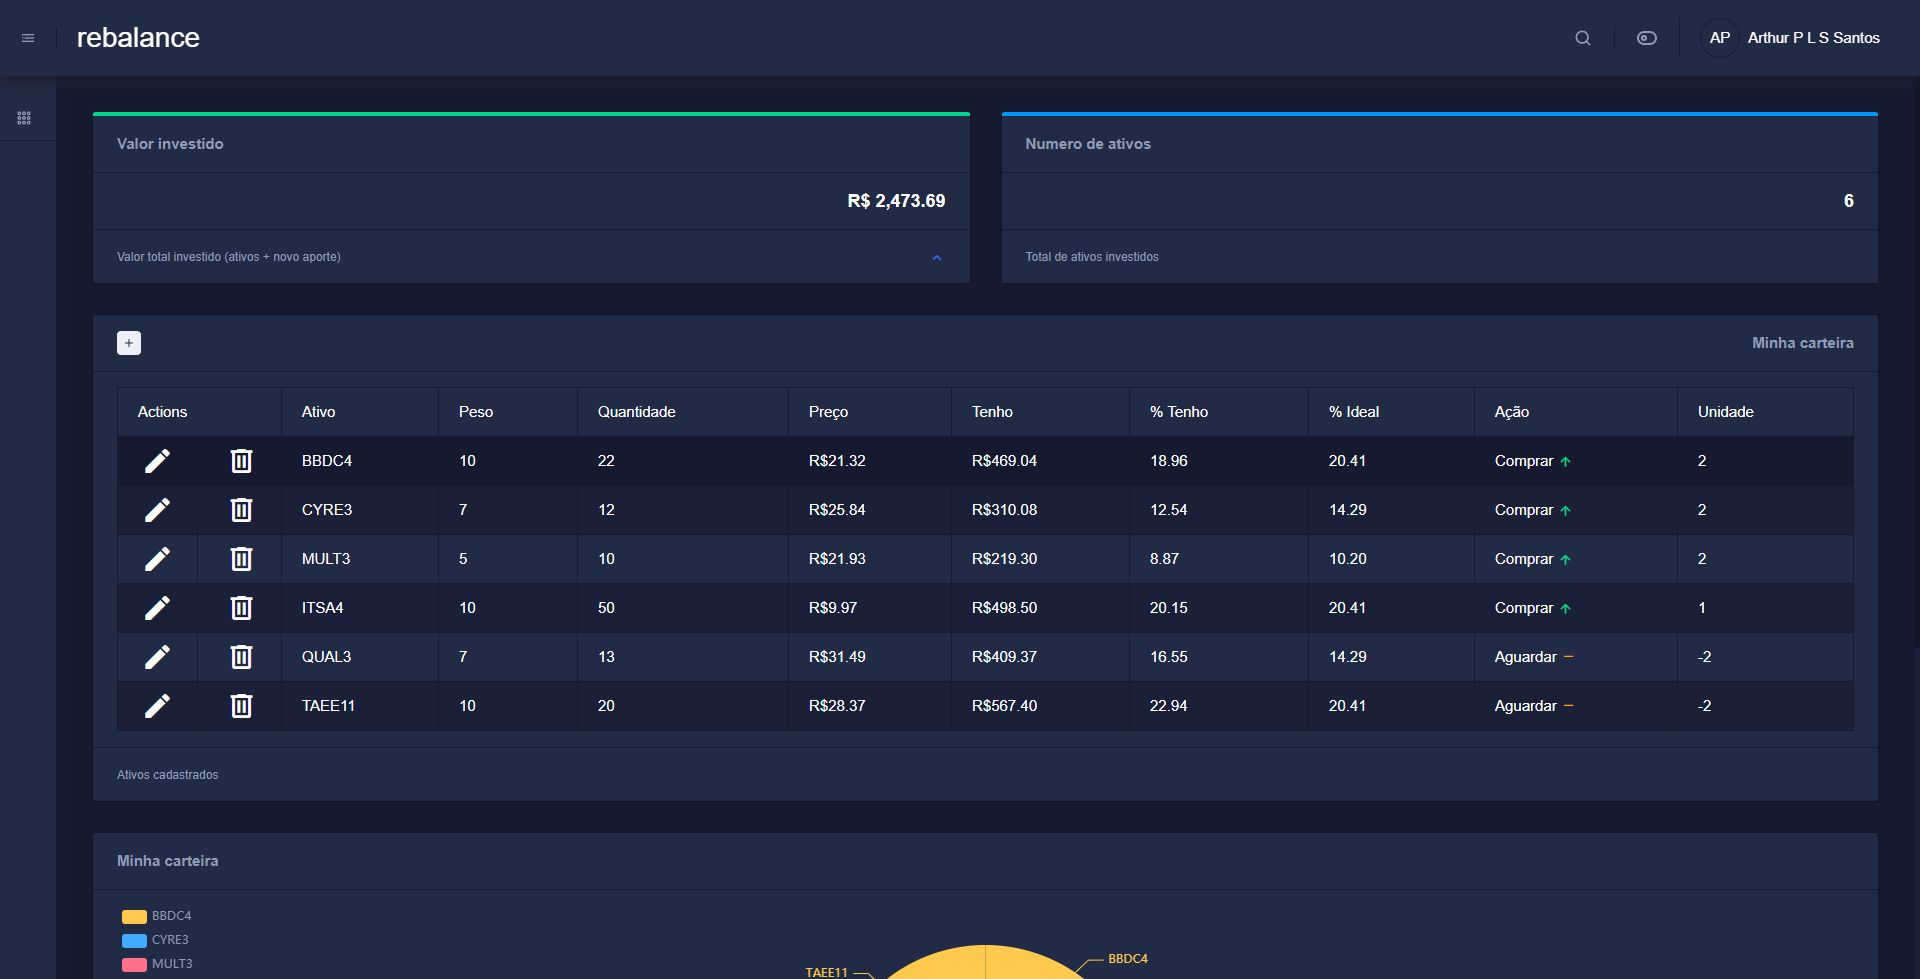 rebalance
AP Arthur P L S Santos
Valor investido
R$ 2,473.69
Valor total investido (ativos + novo aporte)
Numero de ativos
6
Total de ativos investidos
+ Minha carteira
Actions Ativo Peso Quantidade Preço Tenho % Tenho % Ideal Ação Unidade
BBDC4 10 22 R$21.32 R$469.04 18.96 20.41 Comprar 2
CYRE3 7 12 R$25.84 R$310.08 12.54 14.29 Comprar 2
MULT3 5 10 R$21.93 R$219.30 8.87 10.20 Comprar 2
ITSA4 10 50 R$9.97 R$498.50 20.15 20.41 Comprar 1
QUAL3 7 13 R$31.49 R$409.37 16.55 14.29 Aguardar -2
TAEE11 10 20 R$28.37 R$567.40 22.94 20.41 Aguardar -2
Ativos cadastrados
Minha carteira
BBDC4
CYRE3
MULT3
BBDC4
TAEE11